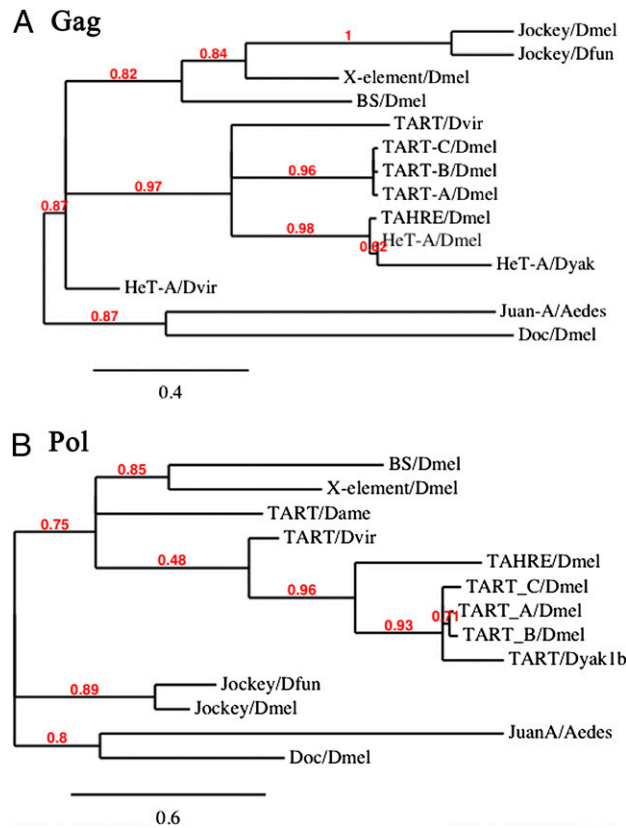 A Gag
Jockey/Dmel
1
Jockey/Dfun
0.84
0.82
X-element/Dmel
BS/Dmel
TART/Dvir
TART-C/Dmel
0.96
TART-B/Dmel
0.97
TART-A/Dmel
0.87
TAHRE/Dmel
0.98
HeT-A/Dmel
0.62
HeT-A/Dyak
HeT-A/Dvir
Juan-A/Aedes
0.87
Doc/Dmel
0.4
B Pol
BS/Dmel
0.85
X-element/Dmel
TART/Dame
0.75
TART/Dvir
0.48
TAHRE/Dmel
0.96
TART_C/Dmel
0.71
TART_A/Dmel
0.93
TART_B/Dmel
TART/Dyak1b
Jockey/Dfun
0.89
Jockey/Dmel
JuanA/Aedes
0.8
Doc/Dmel
0.6